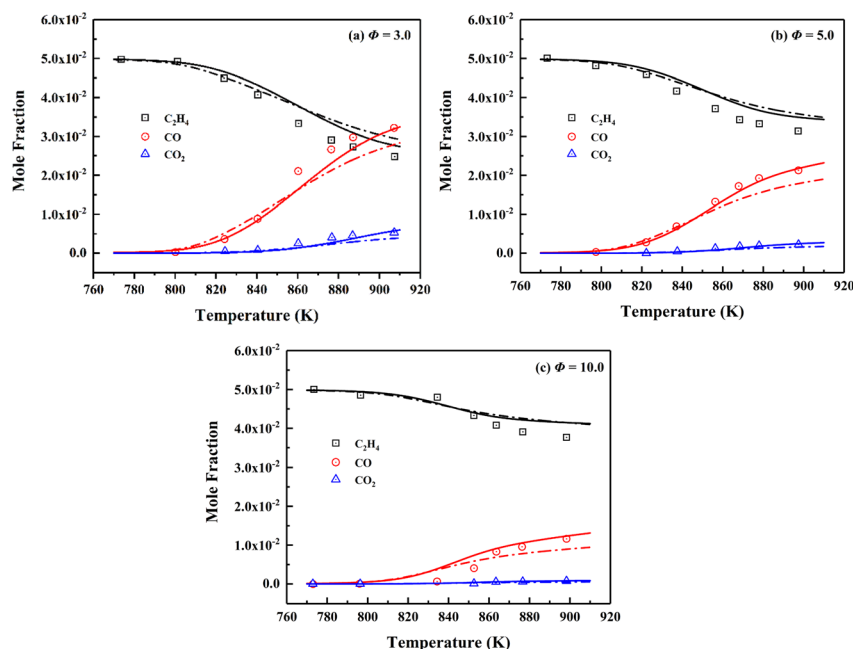 (a) Φ = 3.0
6.0x10⁻²
5.0x10⁻²
4.0x10⁻²
3.0x10⁻²
2.0x10⁻²
1.0x10⁻²
0.0
Mole Fraction
C₂H₄
CO
CO₂
760 780 800 820 840 860 880 900 920
Temperature (K)
(b) Φ = 5.0
6.0x10⁻²
5.0x10⁻²
4.0x10⁻²
3.0x10⁻²
2.0x10⁻²
1.0x10⁻²
0.0
Mole Fraction
C₂H₄
CO
CO₂
760 780 800 820 840 860 880 900 920
Temperature (K)
(c) Φ = 10.0
6.0x10⁻²
5.0x10⁻²
4.0x10⁻²
3.0x10⁻²
2.0x10⁻²
1.0x10⁻²
0.0
Mole Fraction
C₂H₄
CO
CO₂
760 780 800 820 840 860 880 900 920
Temperature (K)